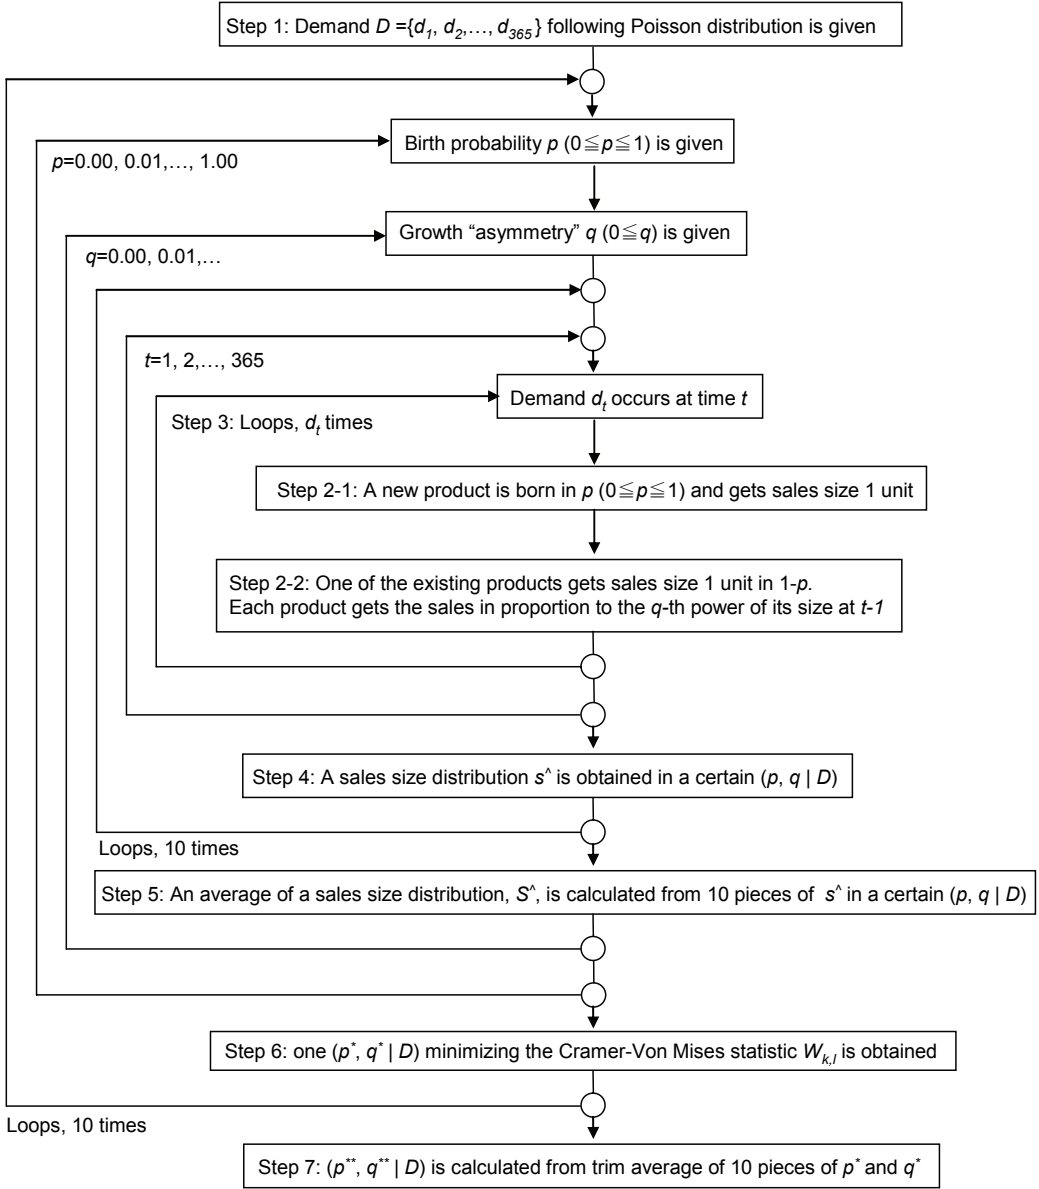 Step 1: Demand D ={d1, d2,…, d365} following Poisson distribution is given
Birth probability p (0≦p≦1) is given
p=0.00, 0.01,…, 1.00
Growth “asymmetry” q (0≦q) is given
q=0.00, 0.01,…
t=1, 2,…, 365
Demand dt occurs at time t
Step 3: Loops, dt times
Step 2-1: A new product is born in p (0≦p≦1) and gets sales size 1 unit
Step 2-2: One of the existing products gets sales size 1 unit in 1-p.
Each product gets the sales in proportion to the q-th power of its size at t-1
Step 4: A sales size distribution s^ is obtained in a certain (p, q | D)
Loops, 10 times
Step 5: An average of a sales size distribution, S^, is calculated from 10 pieces of s^ in a certain (p, q | D)
Step 6: one (p*, q* | D) minimizing the Cramer-Von Mises statistic Wk,l is obtained
Loops, 10 times
Step 7: (p**, q** | D) is calculated from trim average of 10 pieces of p* and q*